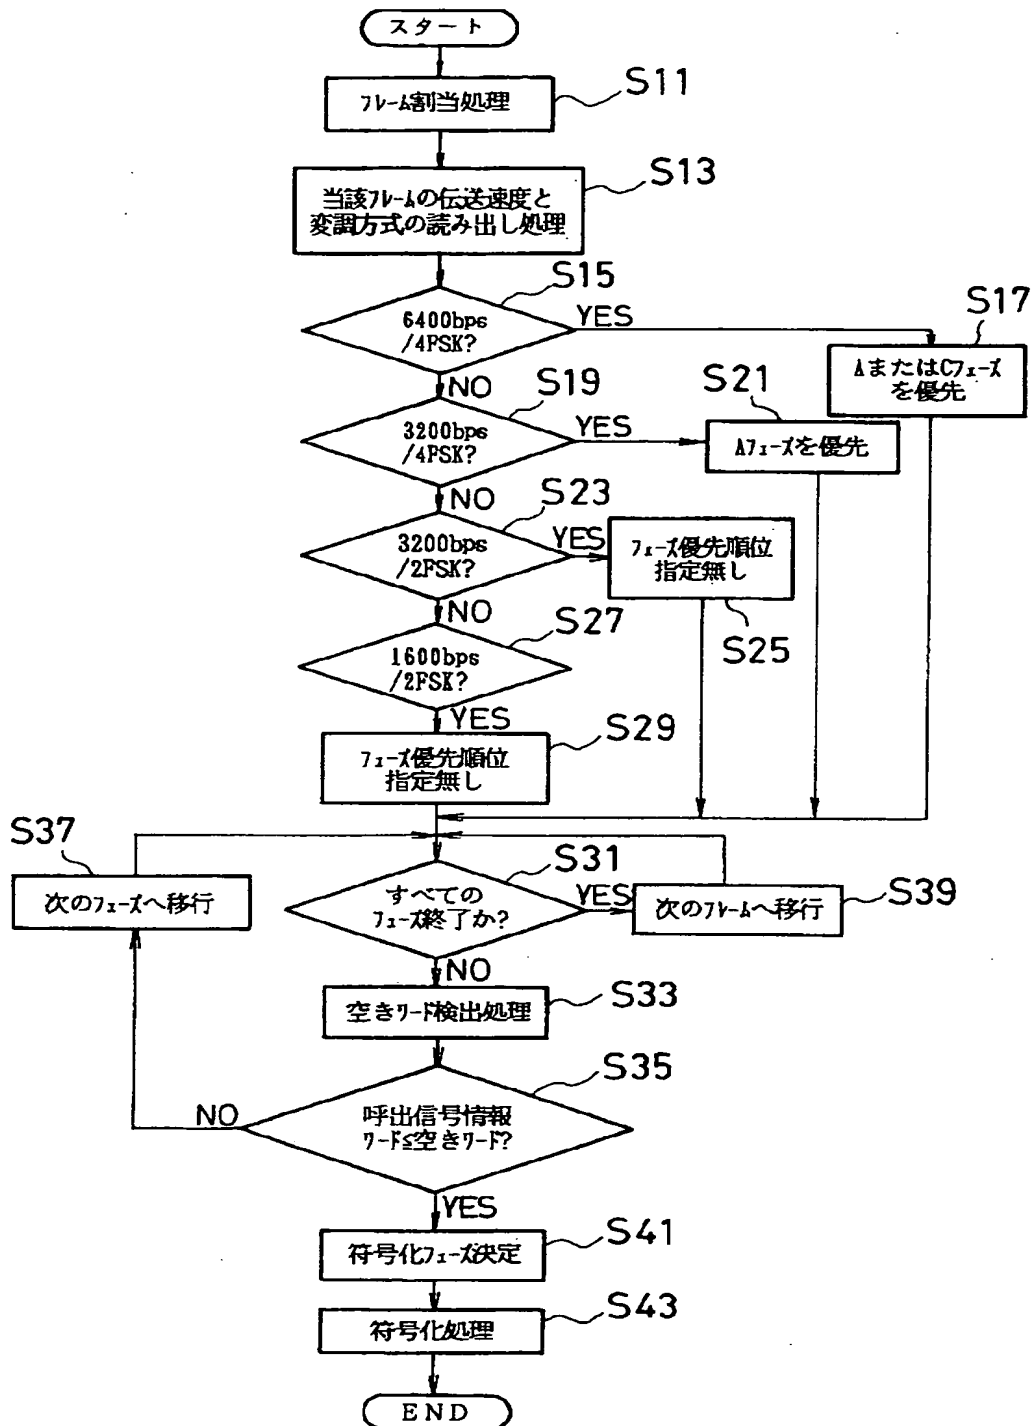 スタート
フレーム割当処理
S11
当該フレームの伝送速度と
変調方式の読み出し処理
S13
6400bps
/4FSK?
S15
YES
AまたはCフェーズ
を優先
S17
NO
3200bps
/4FSK?
S19
YES
Aフェーズを優先
S21
NO
3200bps
/2FSK?
S23
YES
フェーズ優先順位
指定無し
S25
NO
1600bps
/2FSK?
S27
YES
フェーズ優先順位
指定無し
S29
S37
次のフェーズへ移行
すべての
フェーズ終了か?
S31
YES
次のフレームへ移行
S39
NO
空きワード検出処理
S33
呼出信号情報
ワード≦空きワード?
S35
NO
YES
符号化フェーズ決定
S41
符号化処理
S43
END